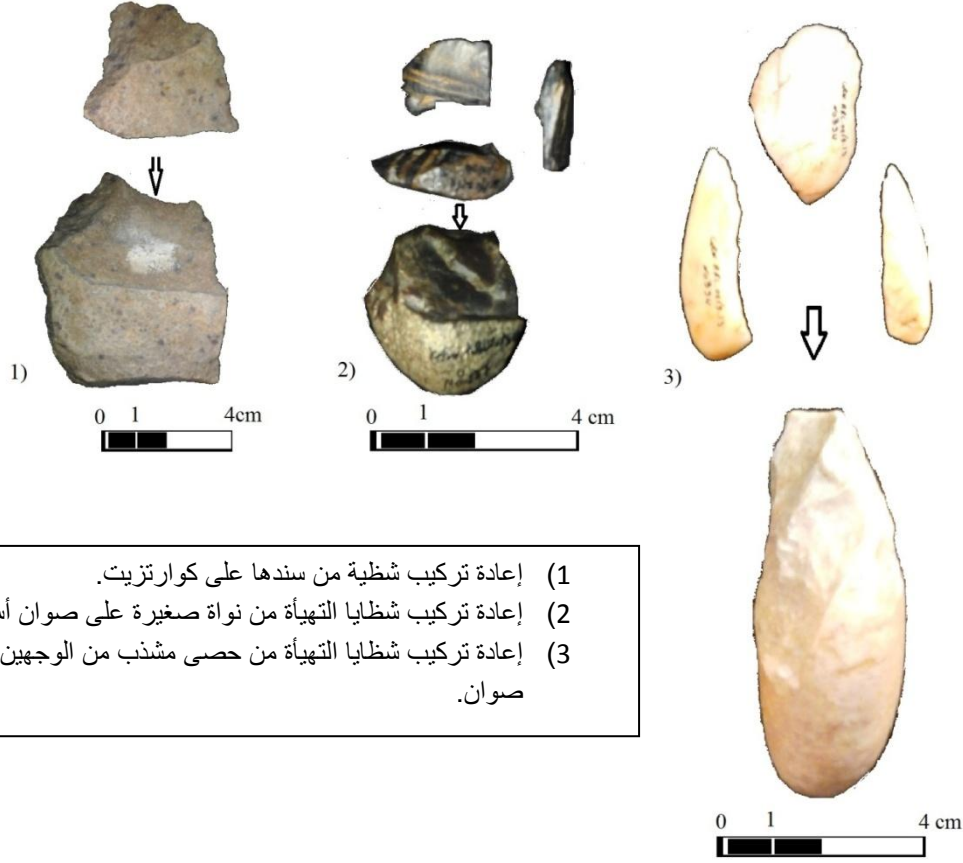 1)
0 1 4cm
2)
0 1 4 cm
3)
1) إعادة تركيب شظية من سندها على كوارتزيت.
2) إعادة تركيب شظايا التهيأة من نواة صغيرة على صوان
3) إعادة تركيب شظايا التهيأة من حصى مشذب من الوجهين
صوان.
0 1 4 cm